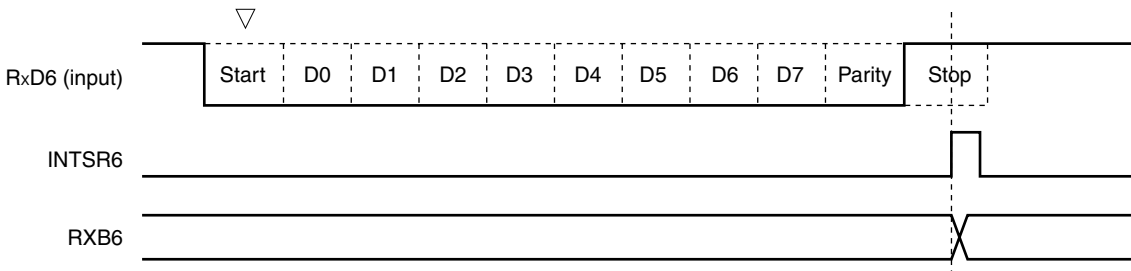 RxD6 (input) Start D0 D1 D2 D3 D4 D5 D6 D7 Parity Stop
INTSR6
RXB6